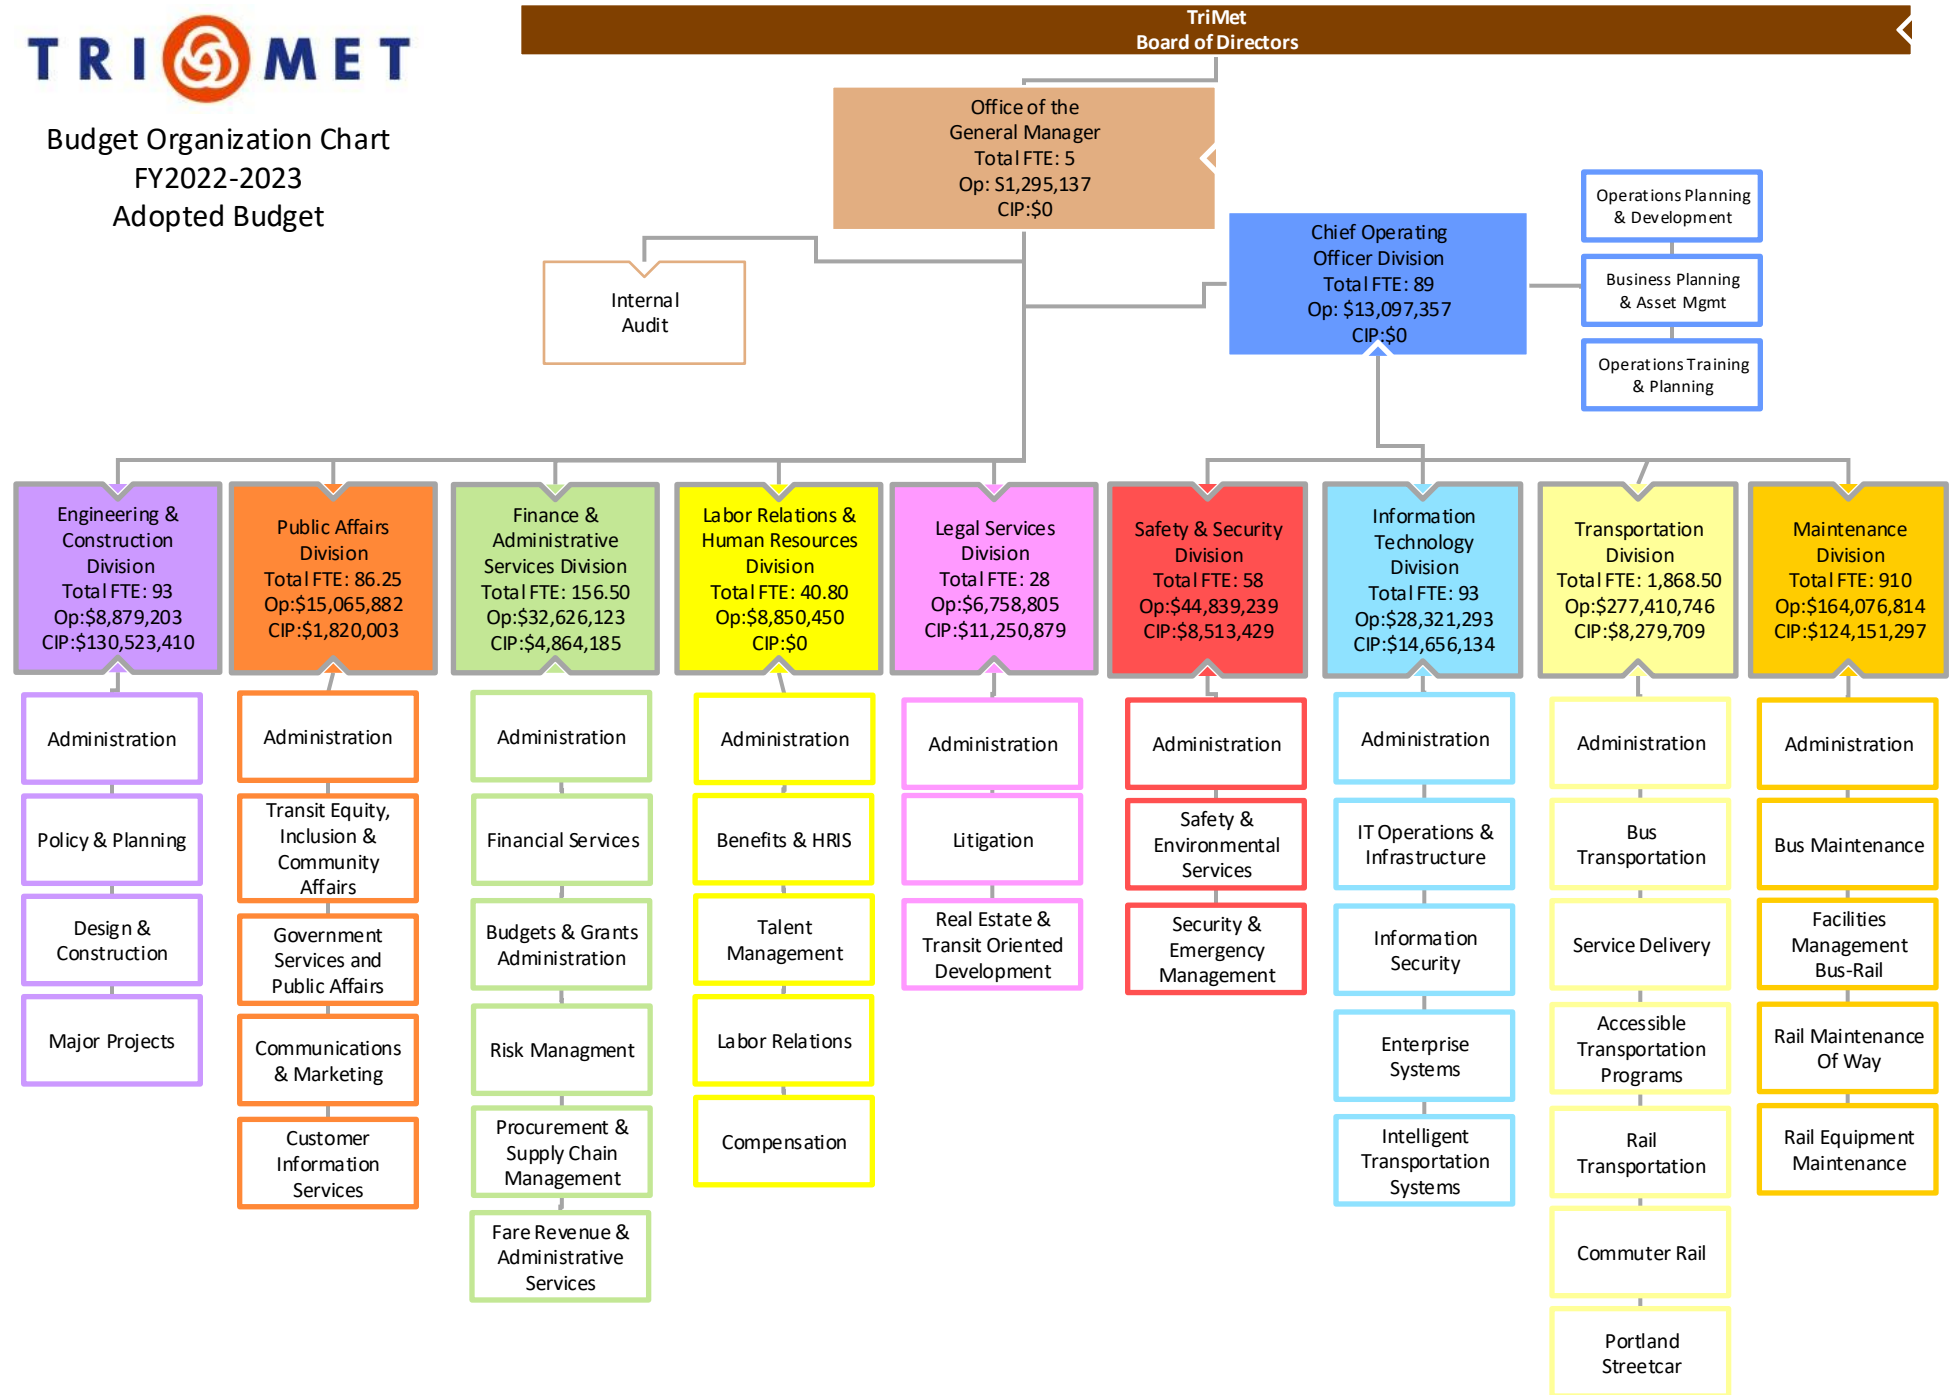 TRI MET
Budget Organization Chart
FY2022-2023
Adopted Budget
TriMet
Board of Directors
Office of the
General Manager
Total FTE: 5
Op: S1,295,137
CIP:$0
Internal
Audit
Chief Operating
Officer Division
Total FTE: 89
Op: $13,097,357
CIP:$0
Operations Planning
& Development
Business Planning
& Asset Mgmt
Operations Training
& Planning
Engineering &
Construction
Division
Total FTE: 93
Op:$8,879,203
CIP:$130,523,410
Administration
Policy & Planning
Design &
Construction
Major Projects
Public Affairs
Division
Total FTE: 86.25
Op:$15,065,882
CIP:$1,820,003
Administration
Transit Equity,
Inclusion &
Community
Affairs
Government
Services and
Public Affairs
Communications
& Marketing
Customer
Information
Services
Finance &
Administrative
Services Division
Total FTE: 156.50
Op:$32,626,123
CIP:$4,864,185
Administration
Financial Services
Budgets & Grants
Administration
Risk Managment
Procurement &
Supply Chain
Management
Fare Revenue &
Administrative
Services
Labor Relations &
Human Resources
Division
Total FTE: 40.80
Op:$8,850,450
CIP:$0
Administration
Benefits & HRIS
Talent
Management
Labor Relations
Compensation
Legal Services
Division
Total FTE: 28
Op:$6,758,805
CIP:$11,250,879
Administration
Litigation
Real Estate &
Transit Oriented
Development
Safety & Security
Division
Total FTE: 58
Op:$44,839,239
CIP:$8,513,429
Administration
Safety &
Environmental
Services
Security &
Emergency
Management
Information
Technology
Division
Total FTE: 93
Op:$28,321,293
CIP:$14,656,134
Administration
IT Operations &
Infrastructure
Information
Security
Enterprise
Systems
Intelligent
Transportation
Systems
Transportation
Division
Total FTE: 1,868.50
Op:$277,410,746
CIP:$8,279,709
Administration
Bus
Transportation
Service Delivery
Accessible
Transportation
Programs
Rail
Transportation
Commuter Rail
Portland
Streetcar
Maintenance
Division
Total FTE: 910
Op:$164,076,814
CIP:$124,151,297
Administration
Bus Maintenance
Facilities
Management
Bus-Rail
Rail Maintenance
Of Way
Rail Equipment
Maintenance